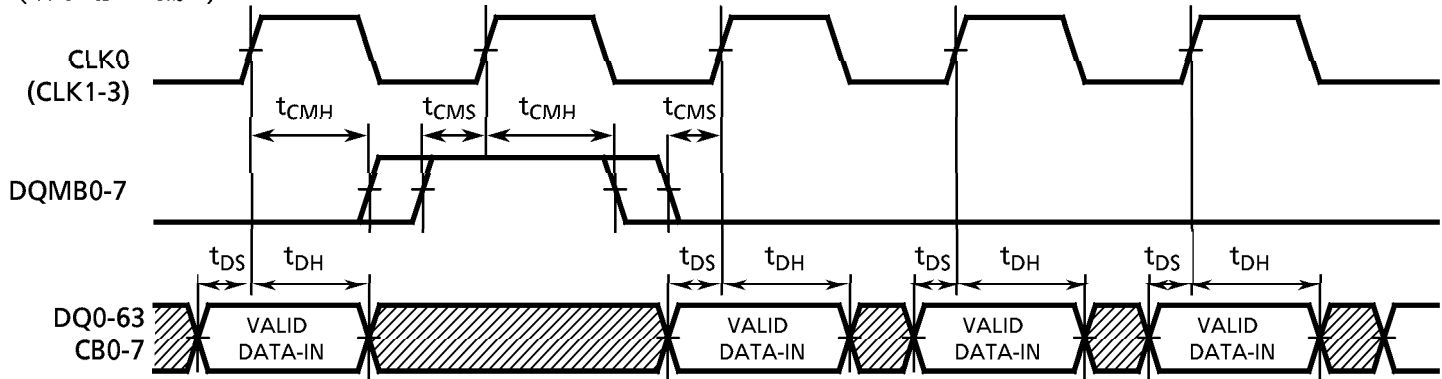 CLK0
(CLK1-3)
tCMH tCMS tCMH tCMS
DQMB0-7
tDS tDH tDS tDH tDS tDH tDS tDH
DQ0-63
CB0-7
VALID DATA-IN
VALID DATA-IN
VALID DATA-IN
VALID DATA-IN